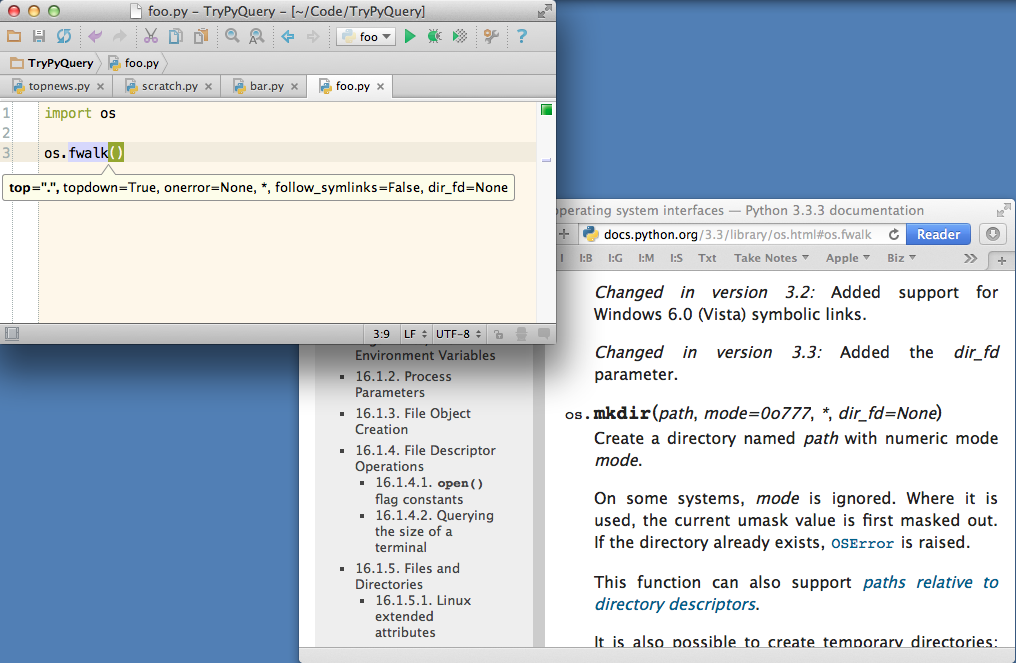 foo.py - TryPyQuery - [~/Code/TryPyQuery]
foo
?
TryPyQuery foo.py
topnews.py × scratch.py × bar.py × foo.py ×
1 import os
2
3 os.fwalk()
top=".", topdown=True, onerror=None, *, follow_symlinks=False, dir_fd=None
3:9 LF UTF-8
operating system interfaces — Python 3.3.3 documentation
+ docs.python.org/3.3/library/os.html#os.fwalk Reader
I I:B I:G I:M I:S Txt Take Notes Apple Biz >> +
Environment Variables
16.1.2. Process
Parameters
16.1.3. File Object
Creation
16.1.4. File Descriptor
Operations
16.1.4.1. open()
flag constants
16.1.4.2. Querying
the size of a
terminal
16.1.5. Files and
Directories
16.1.5.1. Linux
extended
attributes
Changed in version 3.2: Added support for
Windows 6.0 (Vista) symbolic links.
Changed in version 3.3: Added the dir_fd
parameter.
os.mkdir(path, mode=0o777, *, dir_fd=None)
Create a directory named path with numeric mode
mode.
On some systems, mode is ignored. Where it is
used, the current umask value is first masked out.
If the directory already exists, OSError is raised.
This function can also support paths relative to
directory descriptors.
It is also possible to create temporary directories;